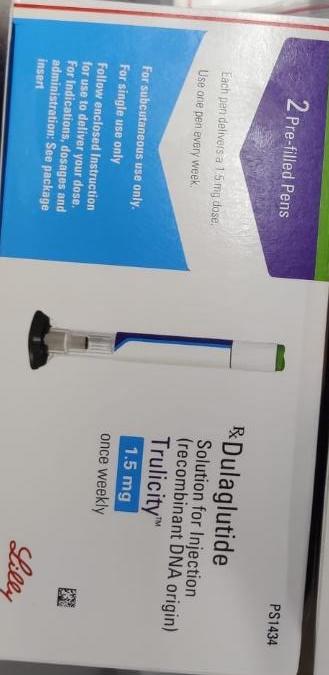 2 Pre-filled Pens
Each pen delivers a 1.5 mg dose.
Use one pen every week.
For subcutaneous use only.
For single use only
Follow enclosed Instruction
for use to deliver your dose.
For Indications, dosages and
administration: See package
insert
PS1434
Rx Dulaglutide
Solution for Injection
(recombinant DNA origin)
Trulicity™
1.5 mg
once weekly
Lilly